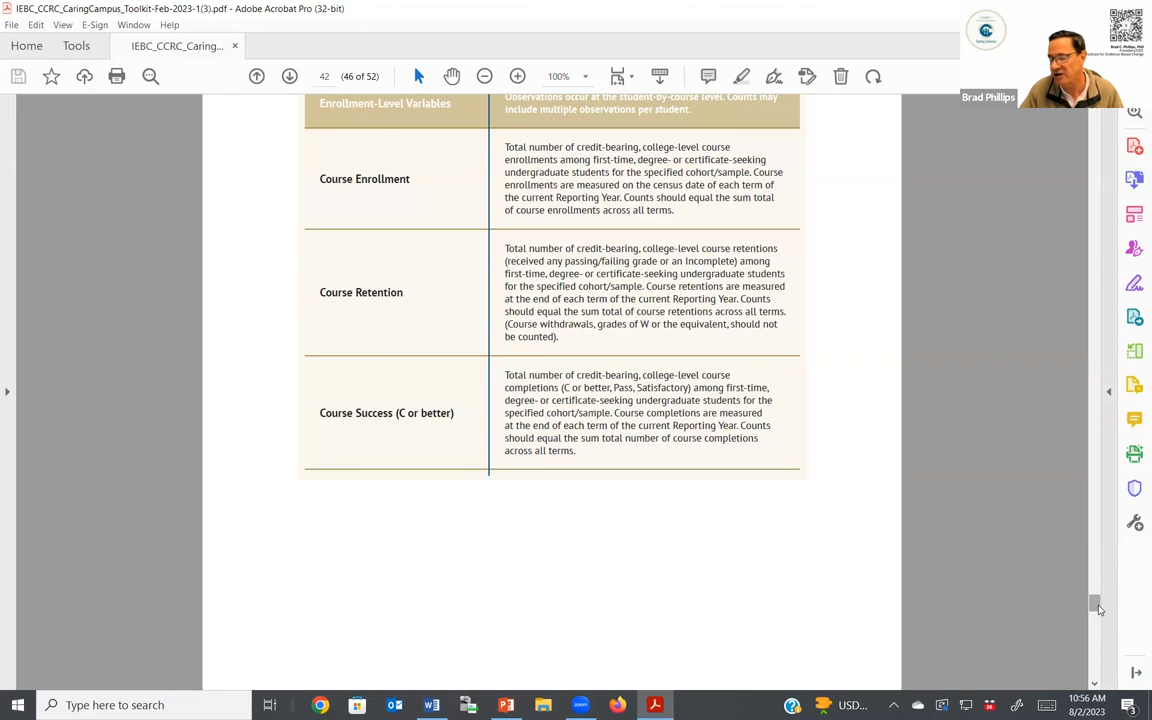 IEBC_CCRC_CaringCampus_Toolkit-Feb-2023-1(3).pdf - Adobe Acrobat Pro (32-bit)
File Edit View E-Sign Window Help
Home Tools IEBC_CCRC_Caring... ×
42 (46 of 52) 100%
Brad C. Phillips, PhD
President/CEO
Institute for Evidence-Based Change
Brad Phillips
Enrollment-Level Variables
Observations occur at the student-by-course level. Counts may
include multiple observations per student.
Course Enrollment
Total number of credit-bearing, college-level course
enrollments among first-time, degree- or certificate-seeking
undergraduate students for the specified cohort/sample. Course
enrollments are measured on the census date of each term of
the current Reporting Year. Counts should equal the sum total
of course enrollments across all terms.
Course Retention
Total number of credit-bearing, college-level course retentions
(received any passing/failing grade or an Incomplete) among
first-time, degree- or certificate-seeking undergraduate students
for the specified cohort/sample. Course retentions are measured
at the end of each term of the current Reporting Year. Counts
should equal the sum total of course retentions across all terms.
(Course withdrawals, grades of W or the equivalent, should not
be counted).
Course Success (C or better)
Total number of credit-bearing, college-level course
completions (C or better, Pass, Satisfactory) among first-time,
degree- or certificate-seeking undergraduate students for the
specified cohort/sample. Course completions are measured
at the end of each term of the current Reporting Year. Counts
should equal the sum total number of course completions
across all terms.
Type here to search
USD...
10:56 AM
8/2/2023
3